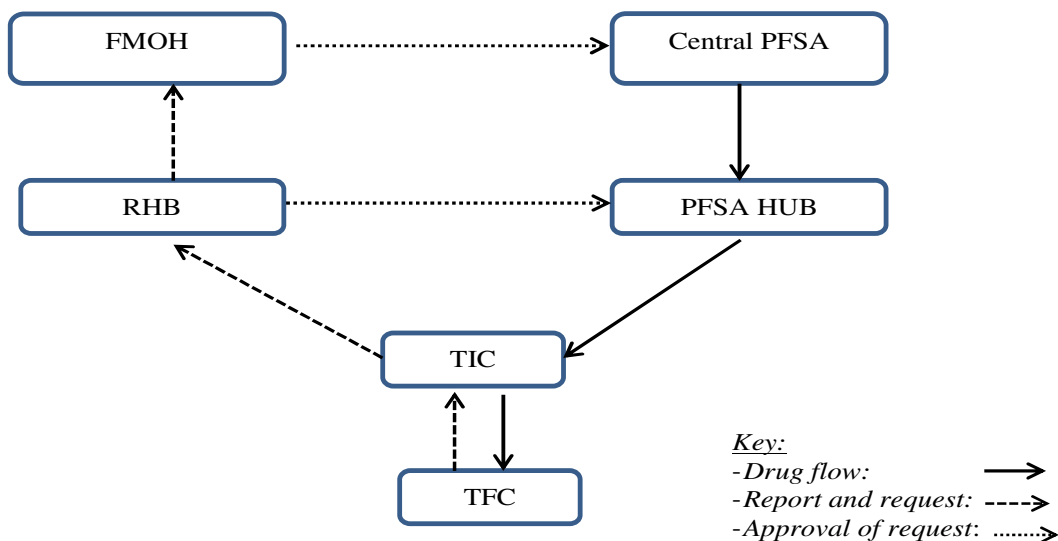 FMOH
Central PFSA
RHB
PFSA HUB
TIC
TFC
Key:
-Drug flow:
-Report and request:
-Approval of request: